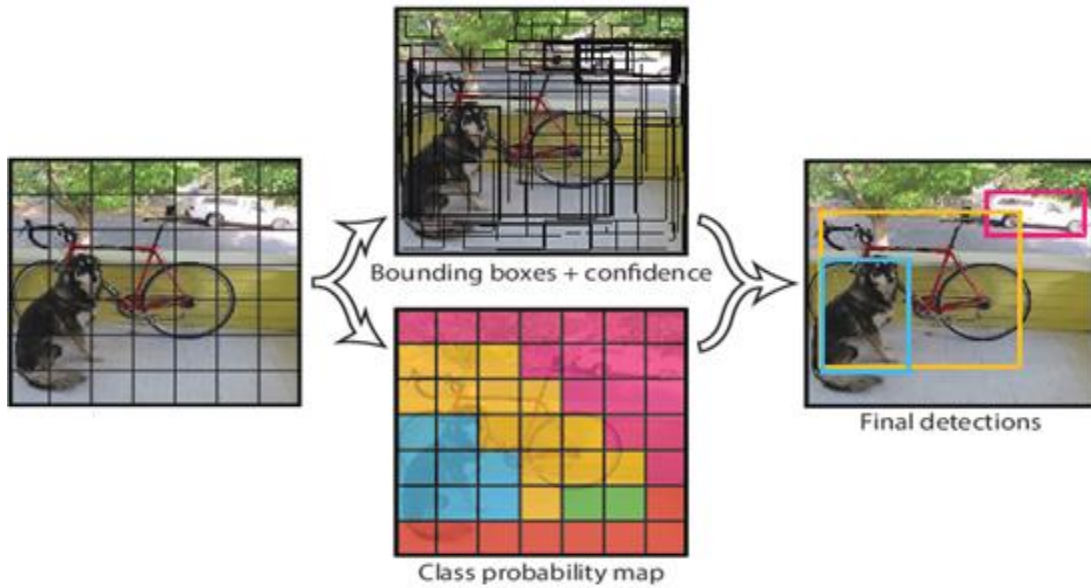 Bounding boxes + confidence
Class probability map
Final detections